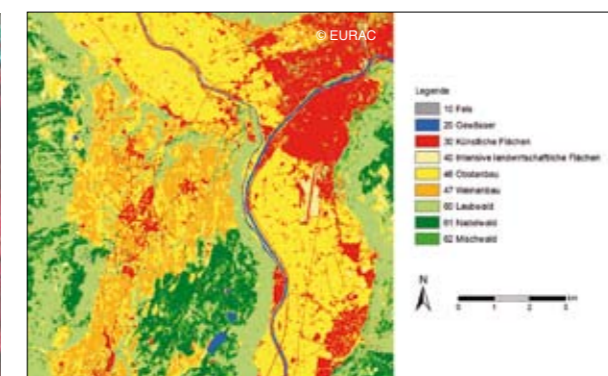 © EURAC
Legende
10 Fels
20 Gewässer
30 Künstliche Flächen
40 Intensive landwirtschaftliche Flächen
46 Obstanbau
47 Weinanbau
60 Laubwald
61 Nadelwald
62 Mischwald
N
0 1 2 3 km